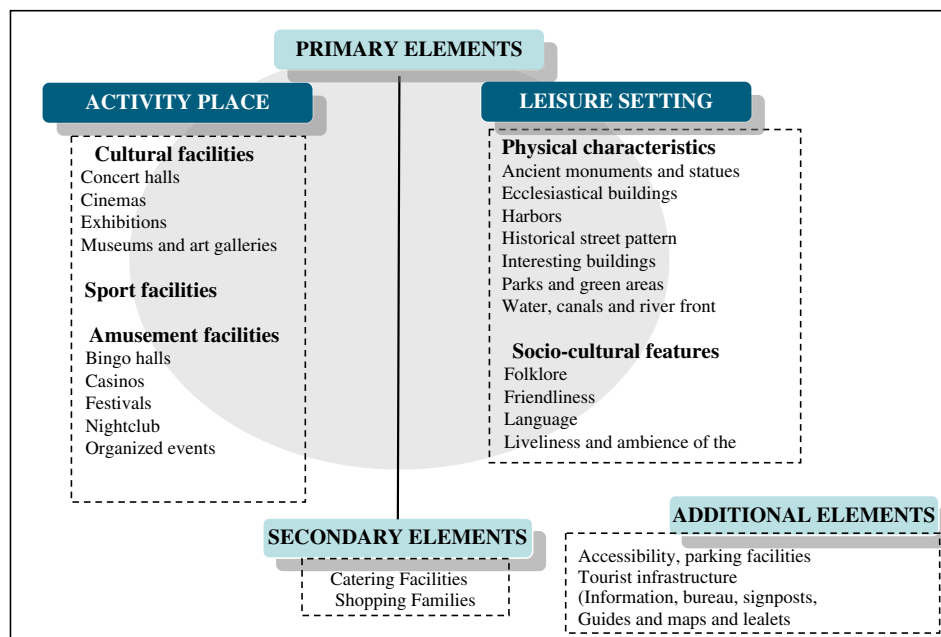 PRIMARY ELEMENTS
ACTIVITY PLACE
Cultural facilities
Concert halls
Cinemas
Exhibitions
Museums and art galleries
Sport facilities
Amusement facilities
Bingo halls
Casinos
Festivals
Nightclub
Organized events
LEISURE SETTING
Physical characteristics
Ancient monuments and statues
Ecclesiastical buildings
Harbors
Historical street pattern
Interesting buildings
Parks and green areas
Water, canals and river front
Socio-cultural features
Folklore
Friendliness
Language
Liveliness and ambience of the
SECONDARY ELEMENTS
Catering Facilities
Shopping Families
ADDITIONAL ELEMENTS
Accessibility, parking facilities
Tourist infrastructure
(Information, bureau, signposts,
Guides and maps and lealets